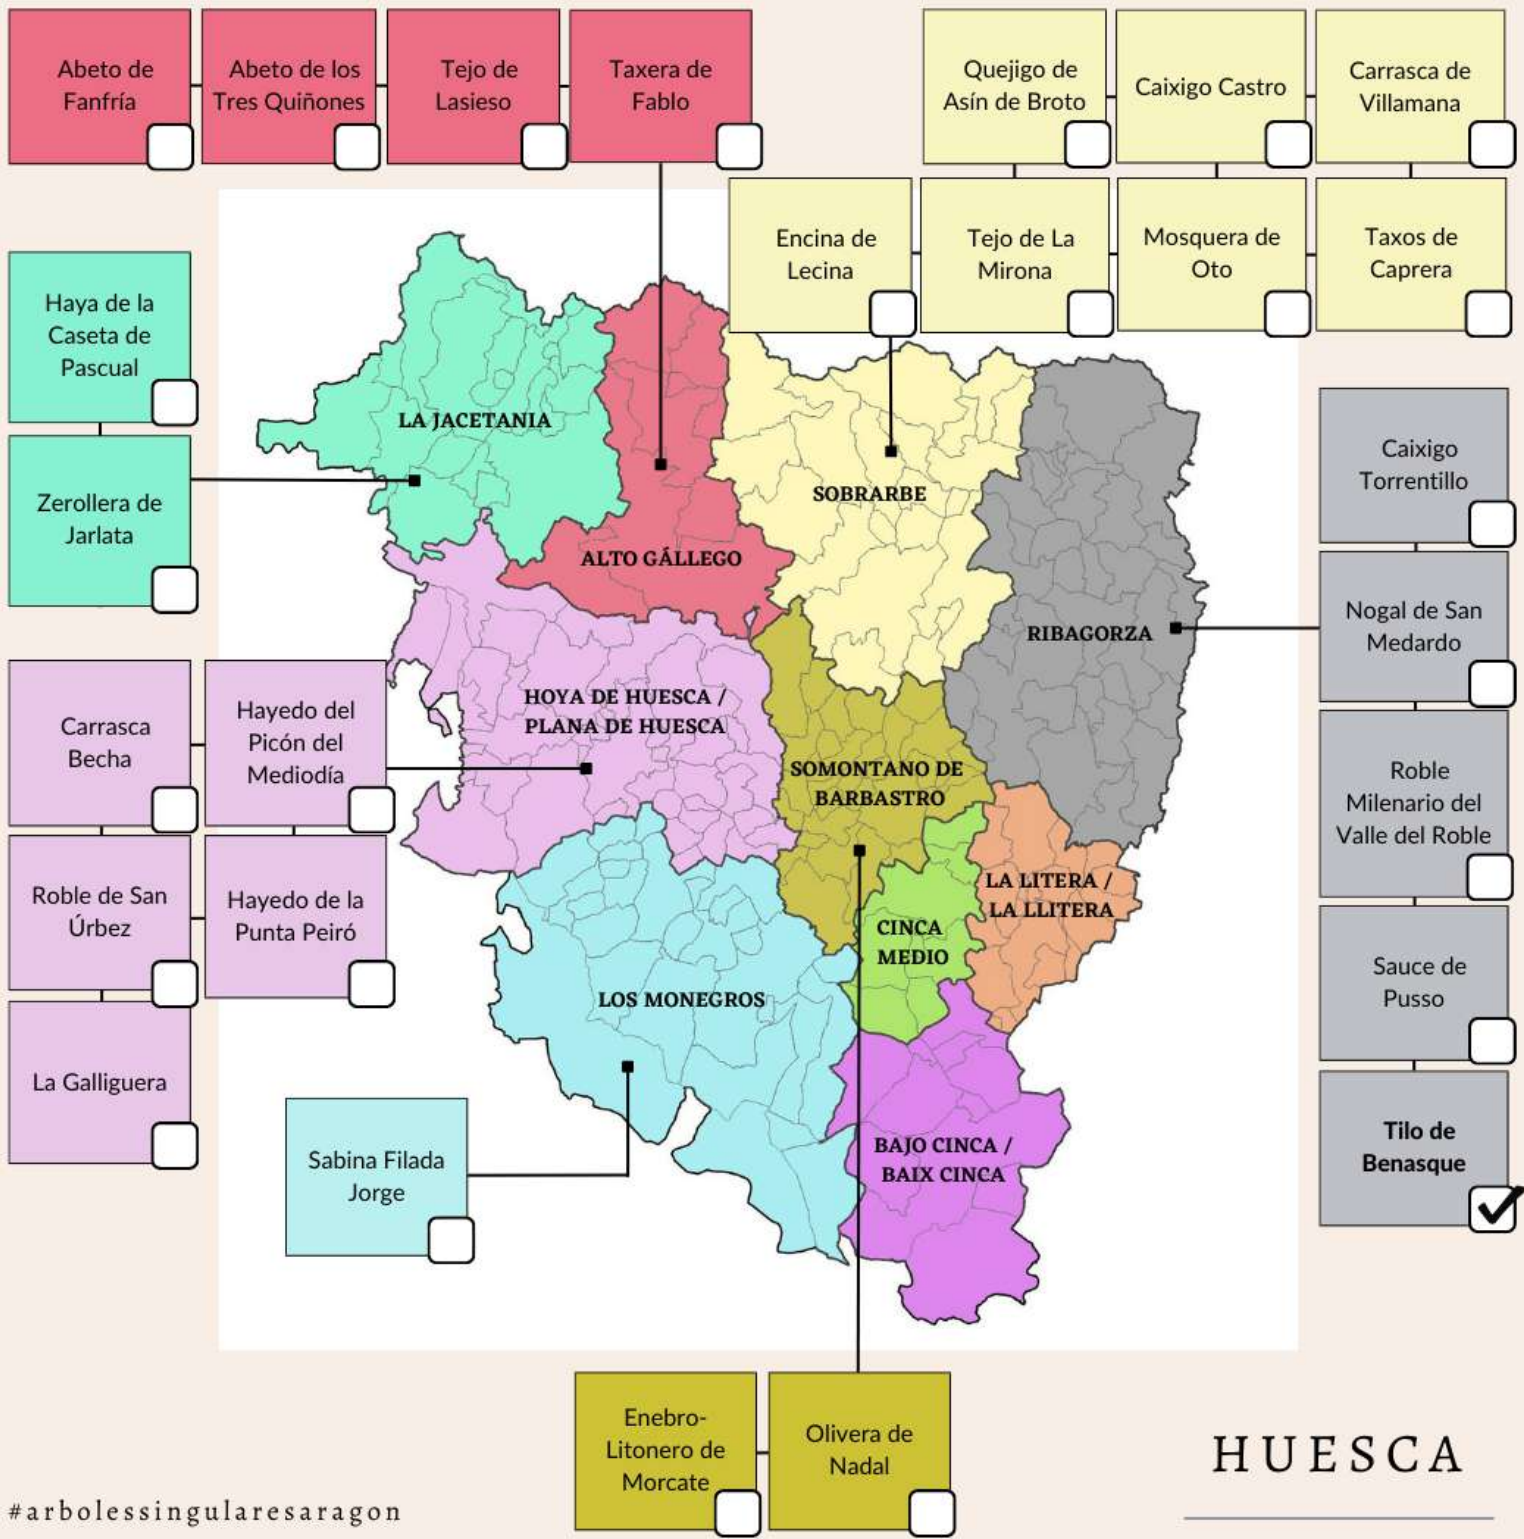 Abeto de
Fanfría
Abeto de los
Tres Quiñones
Tejo de
Lasieso
Taxera de
Fablo
Quejigo de
Asín de Broto
Caixigo Castro
Carrasca de
Villamana
Encina de
Lecina
Tejo de La
Mirona
Mosquera de
Oto
Taxos de
Caprera
Haya de la
Caseta de
Pascual
Zerollera de
Jarlata
LA JACETANIA
ALTO GÁLLEGO
SOBRARBE
RIBAGORZA
Caixigo
Torrentillo
Nogal de San
Medardo
Roble
Milenario del
Valle del Roble
Sauce de
Pusso
Tilo de
Benasque
Carrasca
Becha
Hayedo del
Picón del
Mediodía
Roble de San
Úrbez
Hayedo de la
Punta Peiró
La Galliguera
HOYA DE HUESCA /
PLANA DE HUESCA
SOMONTANO DE
BARBASTRO
LA LITERA /
LA LLITERA
CINCA
MEDIO
LOS MONEGROS
BAJO CINCA /
BAIX CINCA
Sabina Filada
Jorge
Enebro-
Litonero de
Morcate
Olivera de
Nadal
HUESCA
#arbolessingularesaragon